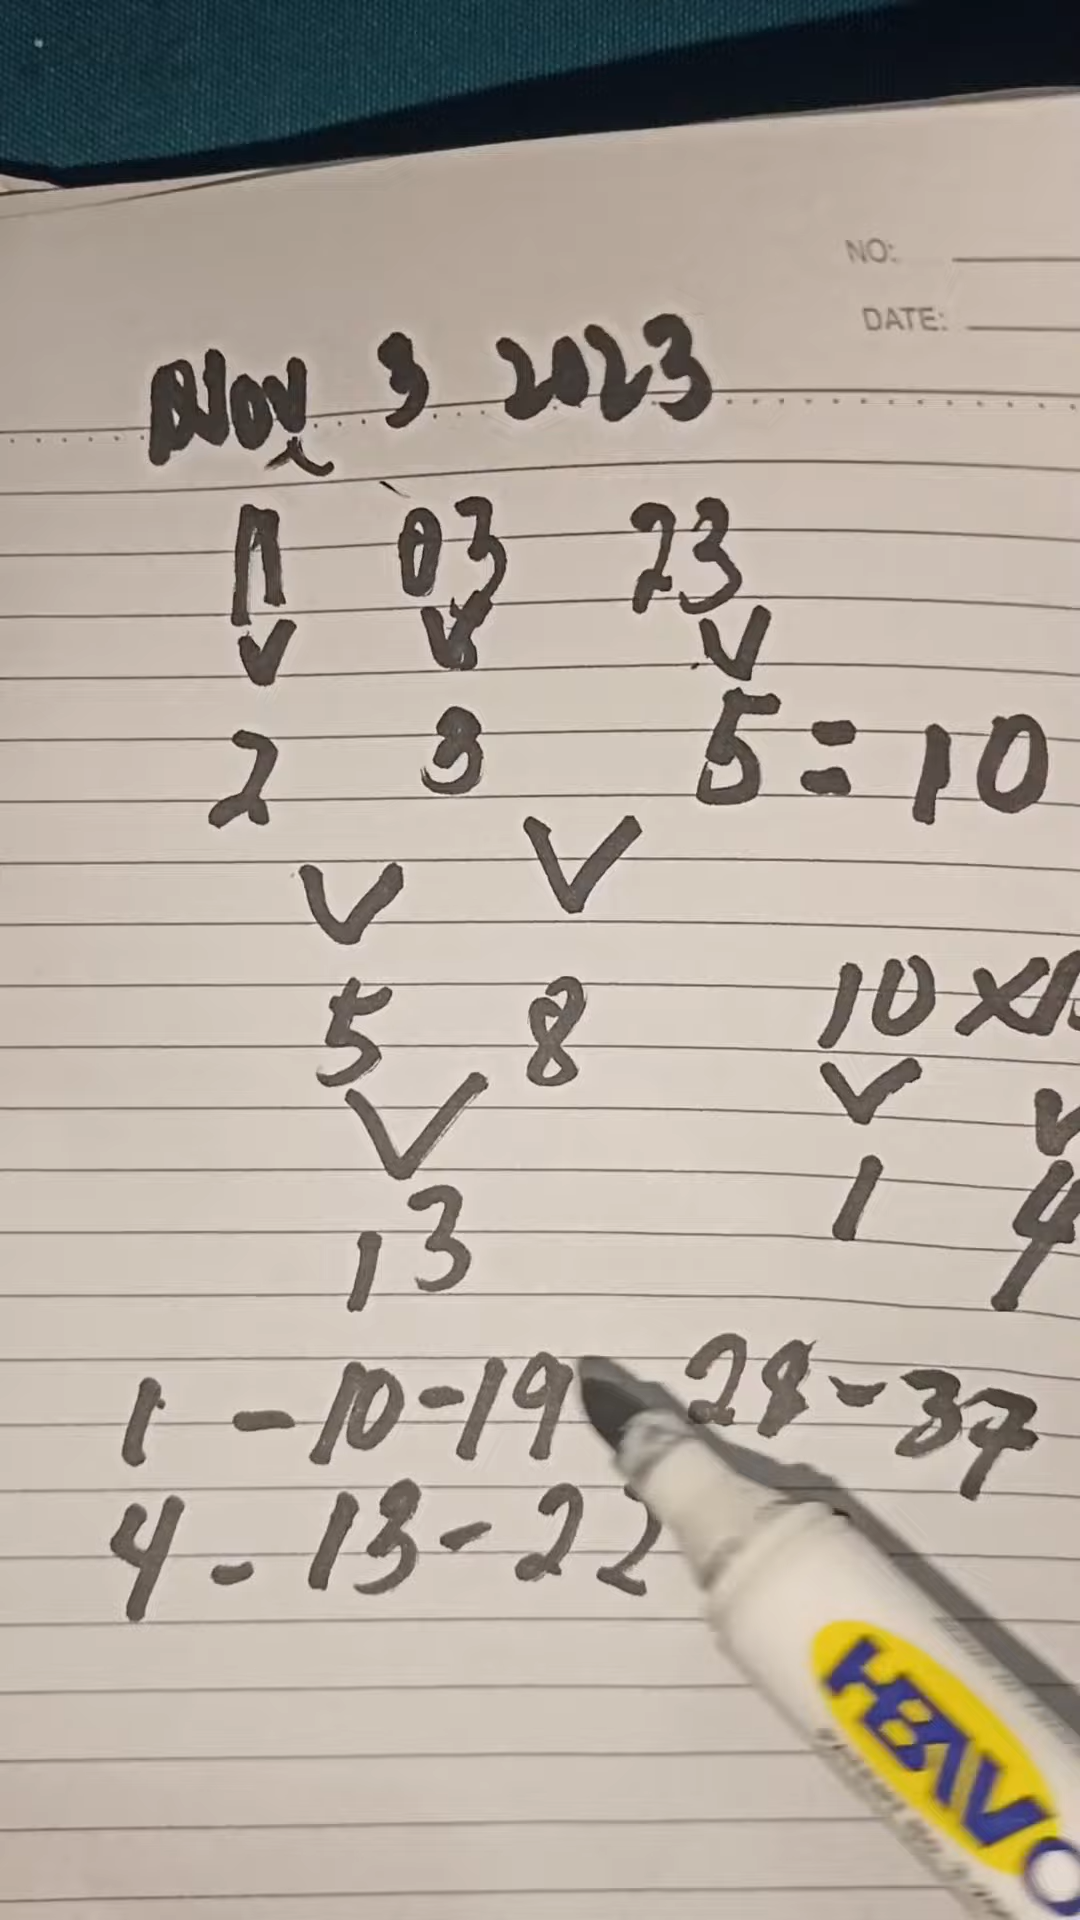 NO:
DATE:
Nov 3 2023
11 03 23
2 3 5 = 10
5 8
10 x
1 4
13
1 - 10 - 19 28 - 37
4 - 13 - 22
HBW